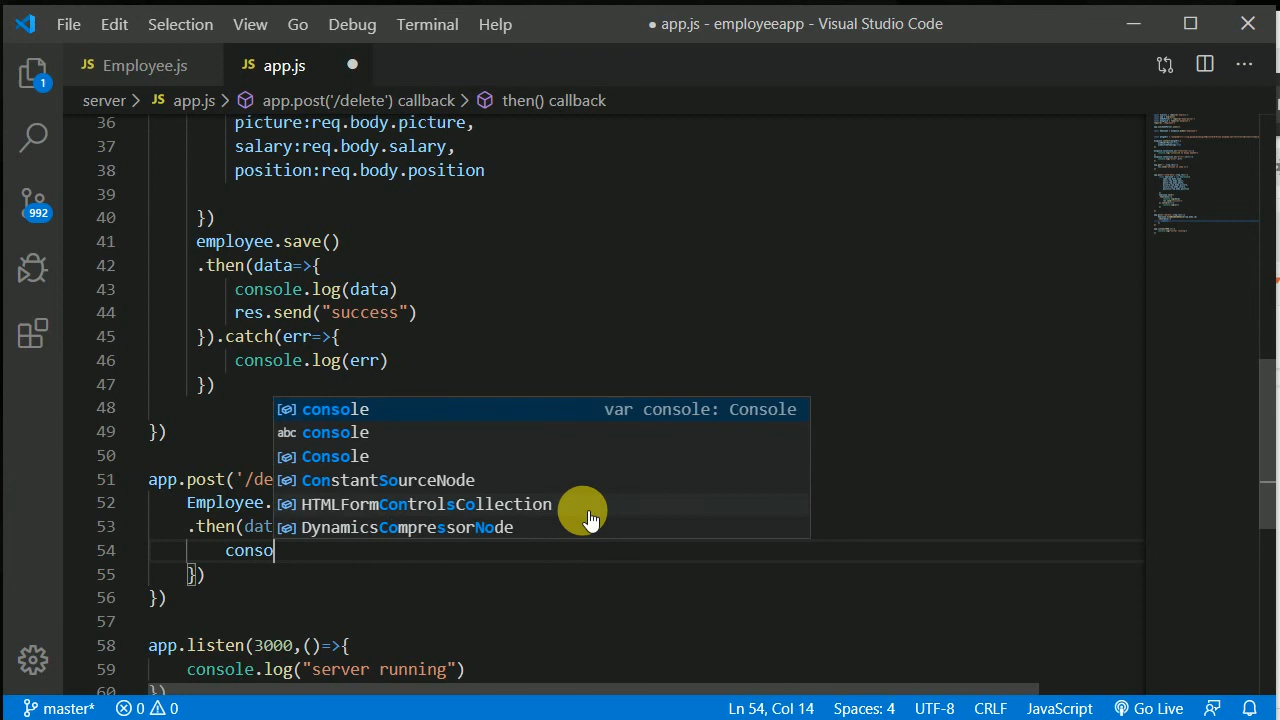 File Edit Selection View Go Debug Terminal Help ● app.js - employeeapp - Visual Studio Code
JS Employee.js JS app.js ●
server > JS app.js > app.post('/delete') callback > then() callback
36 picture:req.body.picture,
37 salary:req.body.salary,
38 position:req.body.position
39
40 })
41 employee.save()
42 .then(data=>{
43 console.log(data)
44 res.send("success")
45 }).catch(err=>{
46 console.log(err)
47 })
48
49 })
50
51 app.post('/de
52 Employee.
53 .then(dat
54 conso
55 })
56 })
57
58 app.listen(3000,()=>{
59 console.log("server running")
60 })
console var console: Console
abc console
Console
ConstantSourceNode
HTMLFormControlsCollection
DynamicsCompressorNode
1
992
master* 0 0 Ln 54, Col 14 Spaces: 4 UTF-8 CRLF JavaScript Go Live